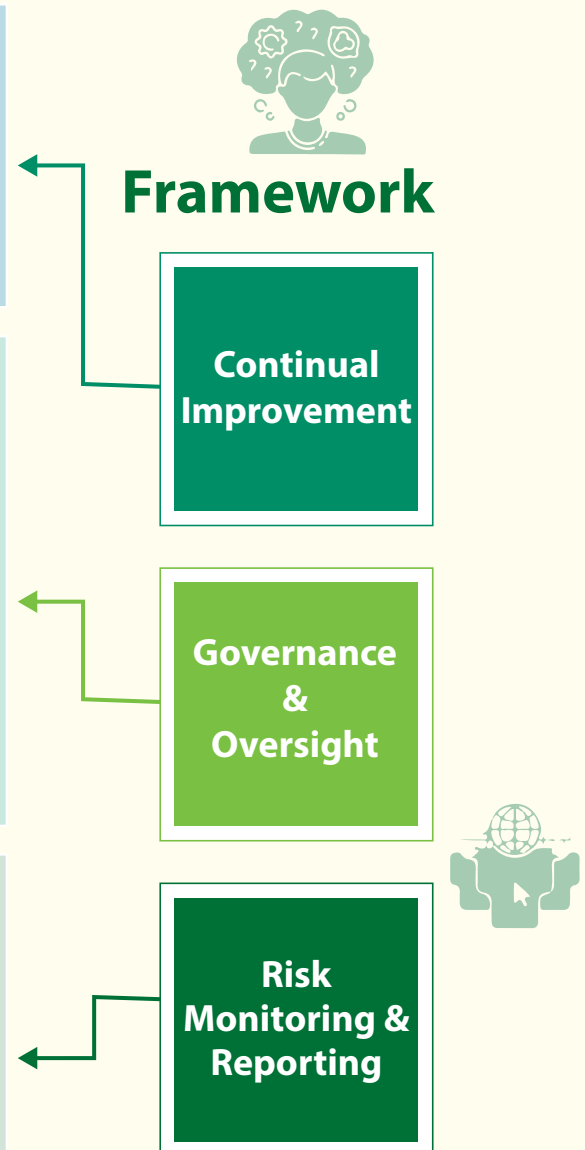 Framework
Continual
Improvement
Governance
&
Oversight
Risk
Monitoring &
Reporting